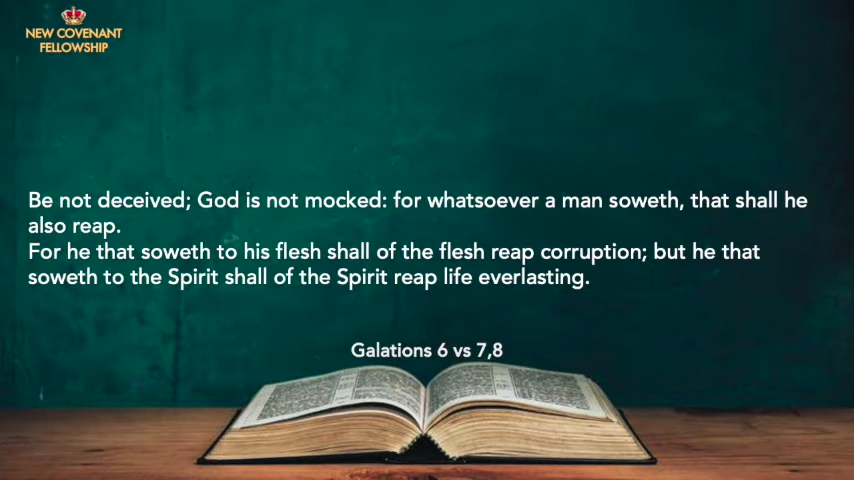 NEW COVENANT
FELLOWSHIP
Be not deceived; God is not mocked: for whatsoever a man soweth, that shall he
also reap.
For he that soweth to his flesh shall of the flesh reap corruption; but he that
soweth to the Spirit shall of the Spirit reap life everlasting.
Galations 6 vs 7,8